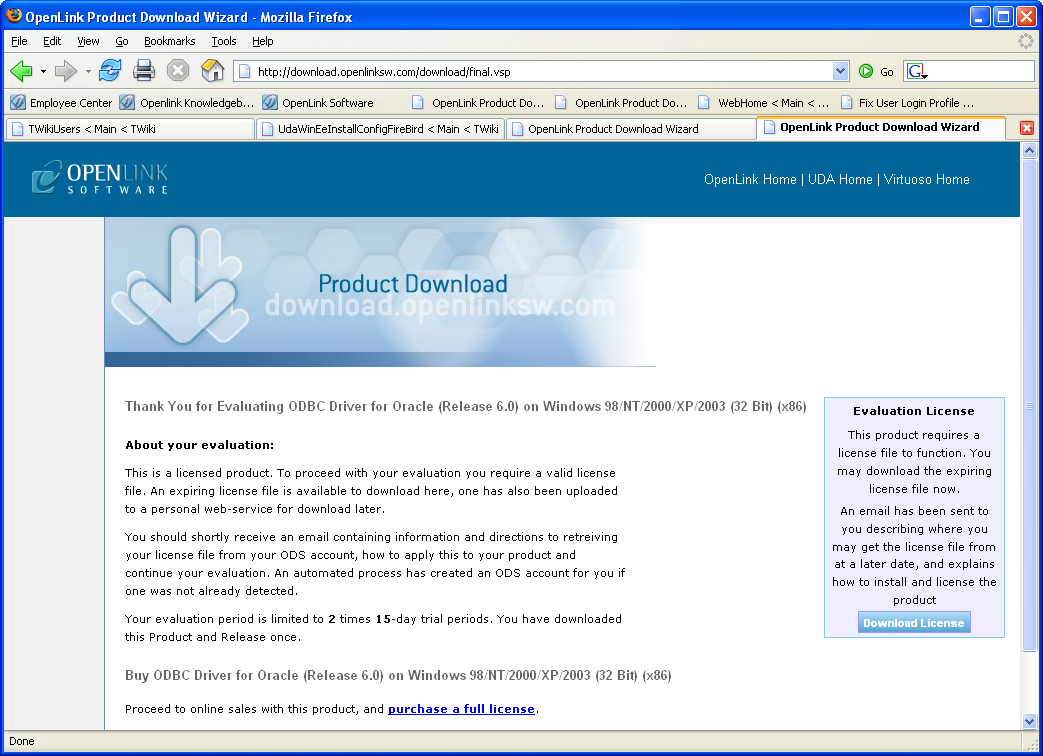 OpenLink Product Download Wizard - Mozilla Firefox
File Edit View Go Bookmarks Tools Help
http://download.openlinksw.com/download/final.vsp Go G
Employee Center Openlink Knowledgeb... OpenLink Software OpenLink Product Do... OpenLink Product Do... WebHome < Main < ... Fix User Login Profile ...
TWikiUsers < Main < TWiki UdaWinEeInstallConfigFireBird < Main < TWiki OpenLink Product Download Wizard OpenLink Product Download Wizard
OPENLINK
SOFTWARE
OpenLink Home | UDA Home | Virtuoso Home
Product Download
download.openlinksw.com
Thank You for Evaluating ODBC Driver for Oracle (Release 6.0) on Windows 98/NT/2000/XP/2003 (32 Bit) (x86)
About your evaluation:
This is a licensed product. To proceed with your evaluation you require a valid license
file. An expiring license file is available to download here, one has also been uploaded
to a personal web-service for download later.
You should shortly receive an email containing information and directions to retreiving
your license file from your ODS account, how to apply this to your product and
continue your evaluation. An automated process has created an ODS account for you if
one was not already detected.
Your evaluation period is limited to 2 times 15-day trial periods. You have downloaded
this Product and Release once.
Buy ODBC Driver for Oracle (Release 6.0) on Windows 98/NT/2000/XP/2003 (32 Bit) (x86)
Proceed to online sales with this product, and purchase a full license.
Evaluation License
This product requires a
license file to function. You
may download the expiring
license file now.
An email has been sent to
you describing where you
may get the license file from
at a later date, and explains
how to install and license the
product
Download License
Done